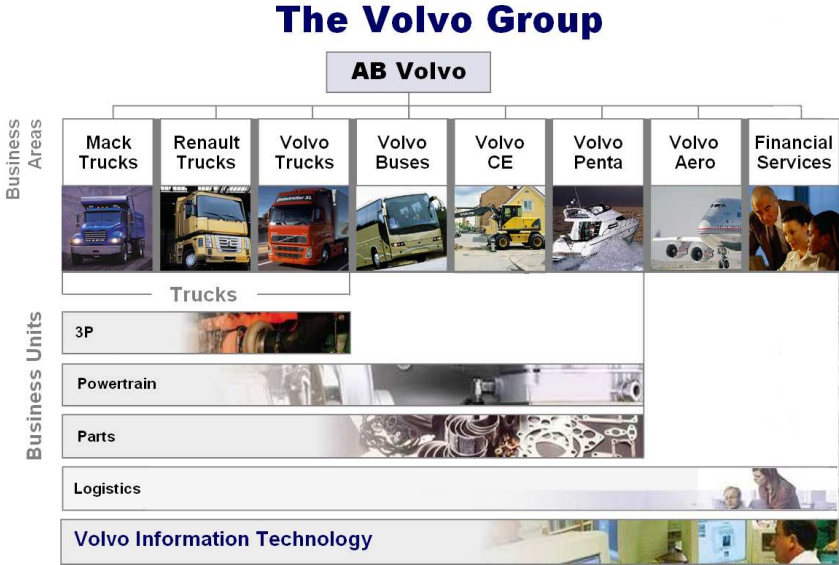 The Volvo Group
AB Volvo
Business
Areas
Mack
Trucks
Renault
Trucks
Volvo
Trucks
Volvo
Buses
Volvo
CE
Volvo
Penta
Volvo
Aero
Financial
Services
Trucks
Business Units
3P
Powertrain
Parts
Logistics
Volvo Information Technology